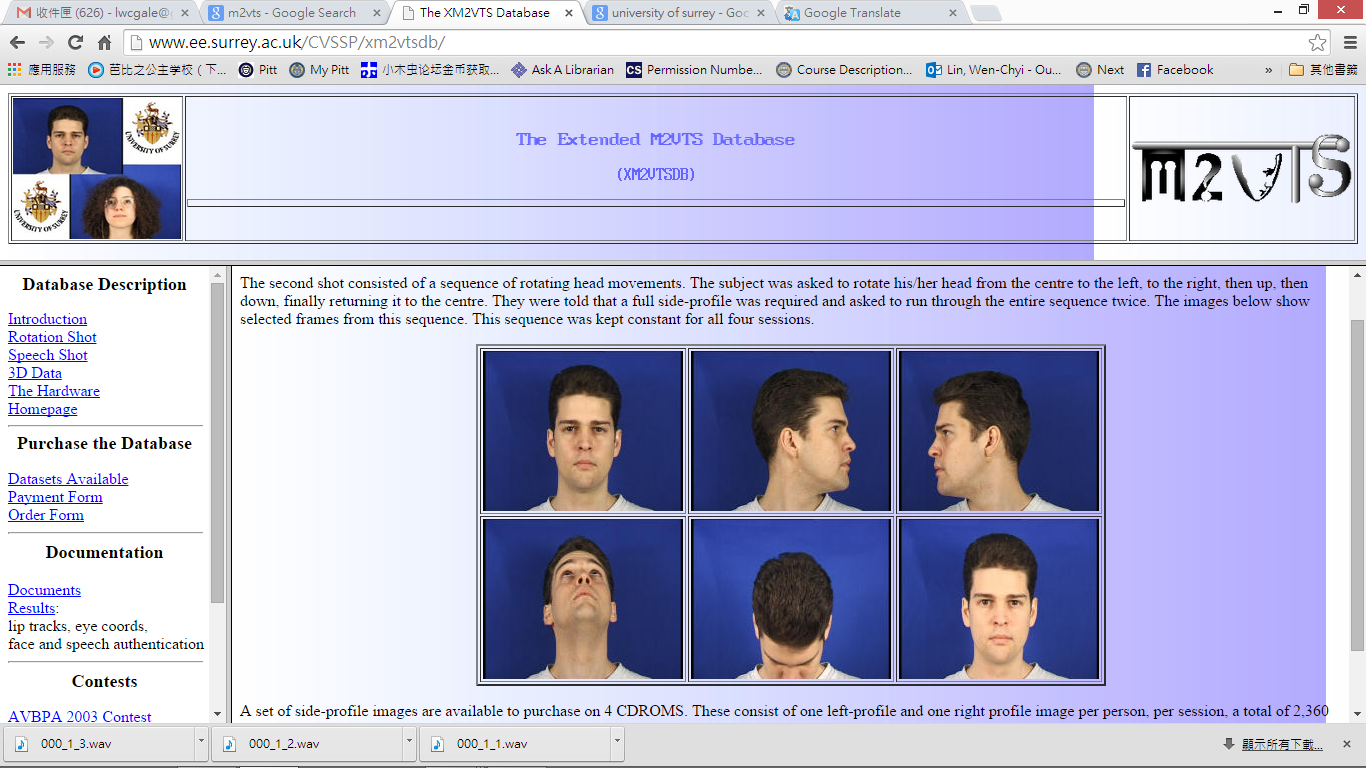 收件匣 (626) - lwcgale@g
m2vts - Google Search
The XM2VTS Database
university of surrey - Goo
Google Translate
www.ee.surrey.ac.uk/CVSSP/xm2vtsdb/
應用服務
芭比之公主学校（下...
Pitt
My Pitt
小木虫论坛金币获取...
Ask A Librarian
CS Permission Numbe...
Course Description...
Lin, Wen-Chyi - Ou...
Next
Facebook
»
其他書籤
UNIVERSITY OF SURREY
UNIVERSITY OF SURREY
The Extended M2VTS Database
(XM2VTSDB)
M2VTS
Database Description
Introduction
Rotation Shot
Speech Shot
3D Data
The Hardware
Homepage
Purchase the Database
Datasets Available
Payment Form
Order Form
Documentation
Documents
Results:
lip tracks, eye coords,
face and speech authentication
Contests
AVBPA 2003 Contest
The second shot consisted of a sequence of rotating head movements. The subject was asked to rotate his/her head from the centre to the left, to the right, then up, then
down, finally returning it to the centre. They were told that a full side-profile was required and asked to run through the entire sequence twice. The images below show
selected frames from this sequence. This sequence was kept constant for all four sessions.
A set of side-profile images are available to purchase on 4 CDROMS. These consist of one left-profile and one right profile image per person, per session, a total of 2,360
000_1_3.wav
000_1_2.wav
000_1_1.wav
顯示所有下載...